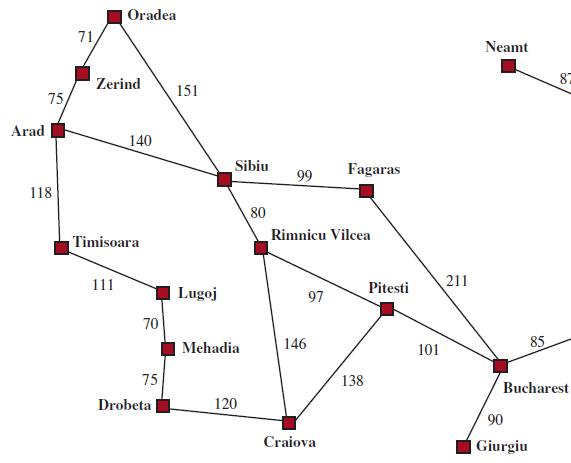 Oradea
71
Neamt
Zerind
87
151
75
Arad
140
Sibiu
99
Fagaras
118
80
Timisoara
Rimnicu Vilcea
111
Lugoj
97
Pitesti
211
70
Mehadia
146
101
85
75
138
Bucharest
Drobeta
120
90
Craiova
Giurgiu